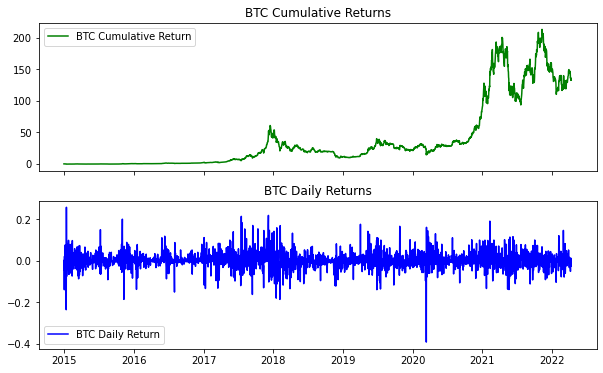 BTC Cumulative Returns
BTC Cumulative Return
200
150
100
50
0
BTC Daily Returns
0.2
0.0
−0.2
−0.4
BTC Daily Return
2015 2016 2017 2018 2019 2020 2021 2022